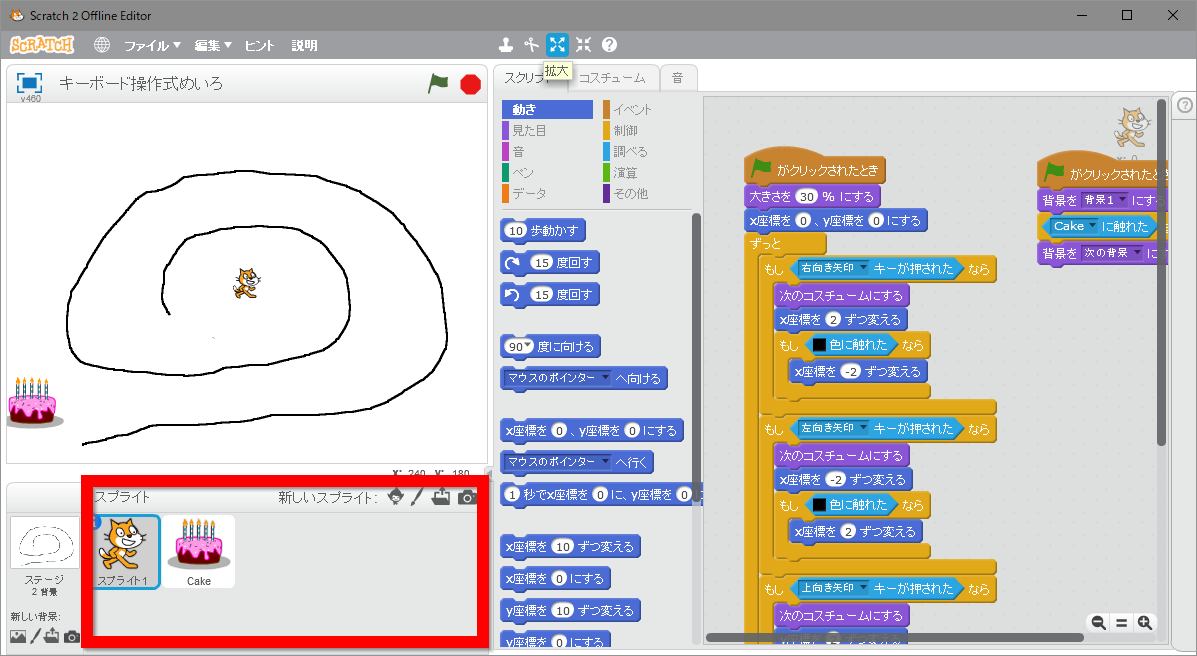 Scratch 2 Offline Editor
SCRATCH ファイル▼ 編集▼ ヒント 説明
拡大
v460
キーボード操作式めいろ
スクリプト コスチューム 音
動き イベント
見た目 制御
音 調べる
ペン 演算
データ その他
10 歩動かす
15 度回す
15 度回す
90▼ 度に向ける
マウスのポインター へ向ける
x座標を 0 、y座標を 0 にする
マウスのポインター へ行く
1 秒でx座標を 0 に、y座標を 0
x座標を 10 ずつ変える
x座標を 0 にする
y座標を 10 ずつ変える
y座標を 0 にする
がクリックされたとき
大きさを 30 % にする
x座標を 0 、y座標を 0 にする
ずっと
もし 右向き矢印 キーが押された なら
次のコスチュームにする
x座標を 2 ずつ変える
もし 色に触れた なら
x座標を -2 ずつ変える
もし 左向き矢印 キーが押された なら
次のコスチュームにする
x座標を -2 ずつ変える
もし 色に触れた なら
x座標を 2 ずつ変える
もし 上向き矢印 キーが押された なら
次のコスチュームにする
がクリックされたとき
背景を 背景1 にす
Cake に触れた
背景を 次の背景 に
x: 0
X: 240 Y: -180
スプライト 新しいスプライト:
スプライト1
Cake
ステージ
2 背景
新しい背景: